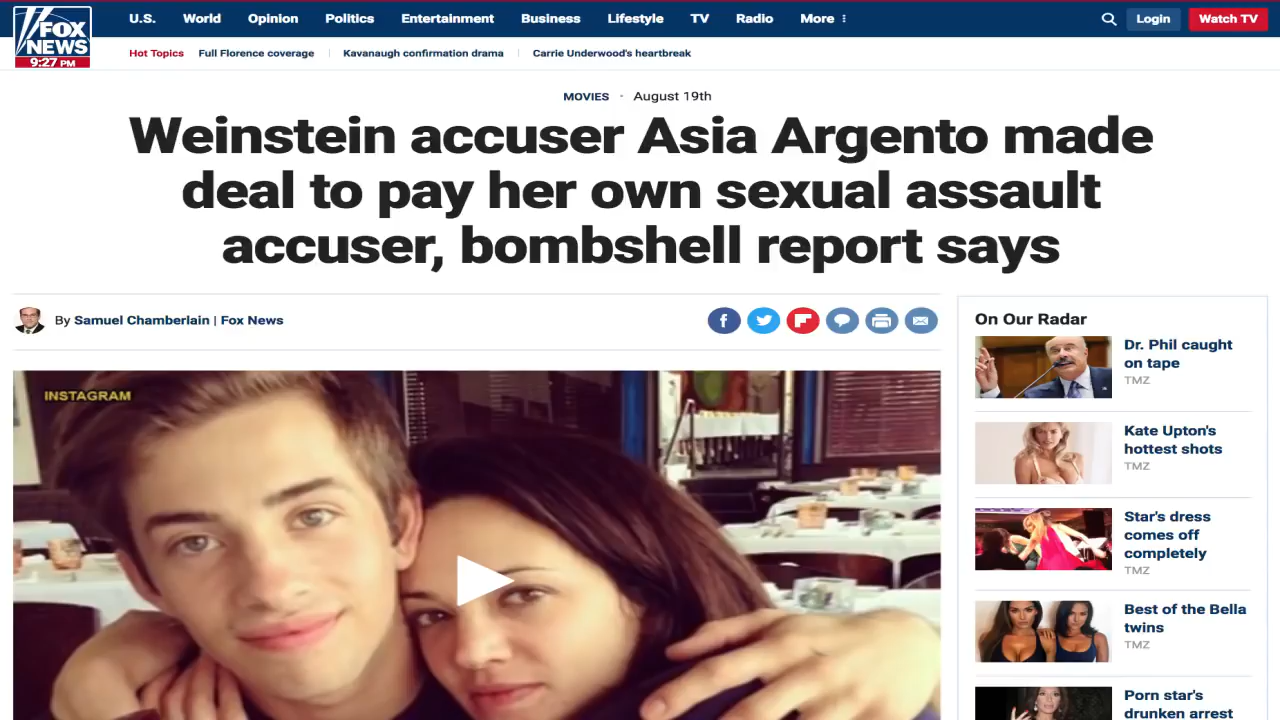 FOX
NEWS
9:27 PM
U.S. World Opinion Politics Entertainment Business Lifestyle TV Radio More
Login
Watch TV
Hot Topics Full Florence coverage Kavanaugh confirmation drama Carrie Underwood's heartbreak
MOVIES · August 19th
Weinstein accuser Asia Argento made
deal to pay her own sexual assault
accuser, bombshell report says
By Samuel Chamberlain | Fox News
INSTAGRAM
On Our Radar
Dr. Phil caught
on tape
TMZ
Kate Upton's
hottest shots
TMZ
Star's dress
comes off
completely
TMZ
Best of the Bella
twins
TMZ
Porn star's
drunken arrest